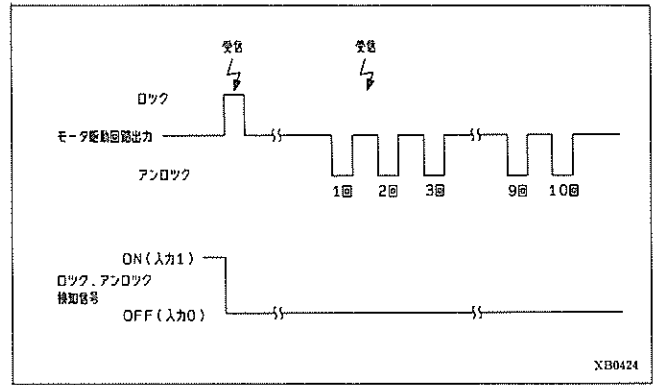 受信 受信
ロック
モータ駆動回路出力
アンロック
1回 2回 3回 9回 10回
ON(入力1)
ロック、アンロック
検知信号
OFF(入力0)
XB0424